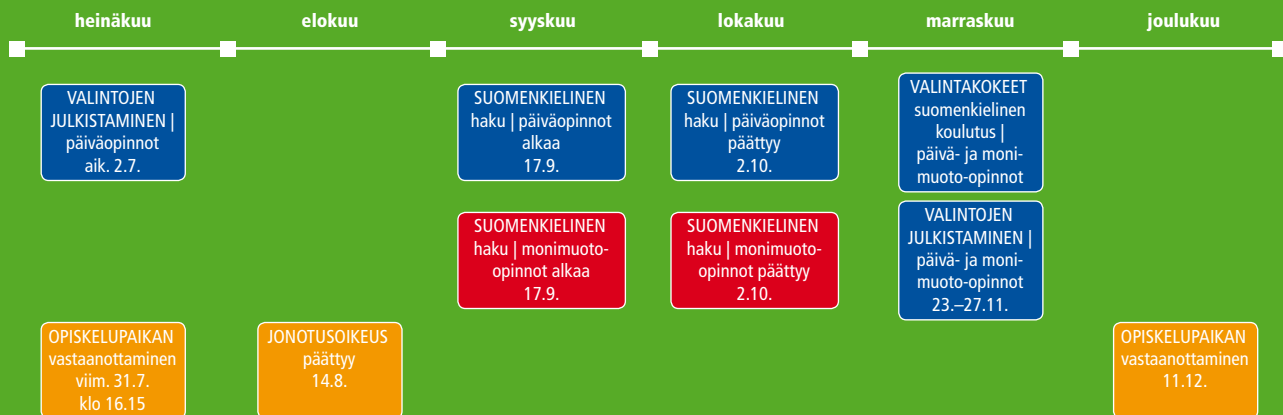 heinäkuu
elokuu
syyskuu
lokakuu
marraskuu
joulukuu
VALINTOJEN
JULKISTAMINEN |
päiväopinnot
aik. 2.7.
SUOMENKIELINEN
haku | päiväopinnot
alkaa
17.9.
SUOMENKIELINEN
haku | päiväopinnot
päättyy
2.10.
VALINTAKOKEET
suomenkielinen
koulutus |
päivä- ja moni-
muoto-opinnot
SUOMENKIELINEN
haku | monimuoto-
opinnot alkaa
17.9.
SUOMENKIELINEN
haku | monimuoto-
opinnot päättyy
2.10.
VALINTOJEN
JULKISTAMINEN |
päivä- ja moni-
muoto-opinnot
23.–27.11.
OPISKELUPAIKAN
vastaanottaminen
viim. 31.7.
klo 16.15
JONOTUSOIKEUS
päättyy
14.8.
OPISKELUPAIKAN
vastaanottaminen
11.12.